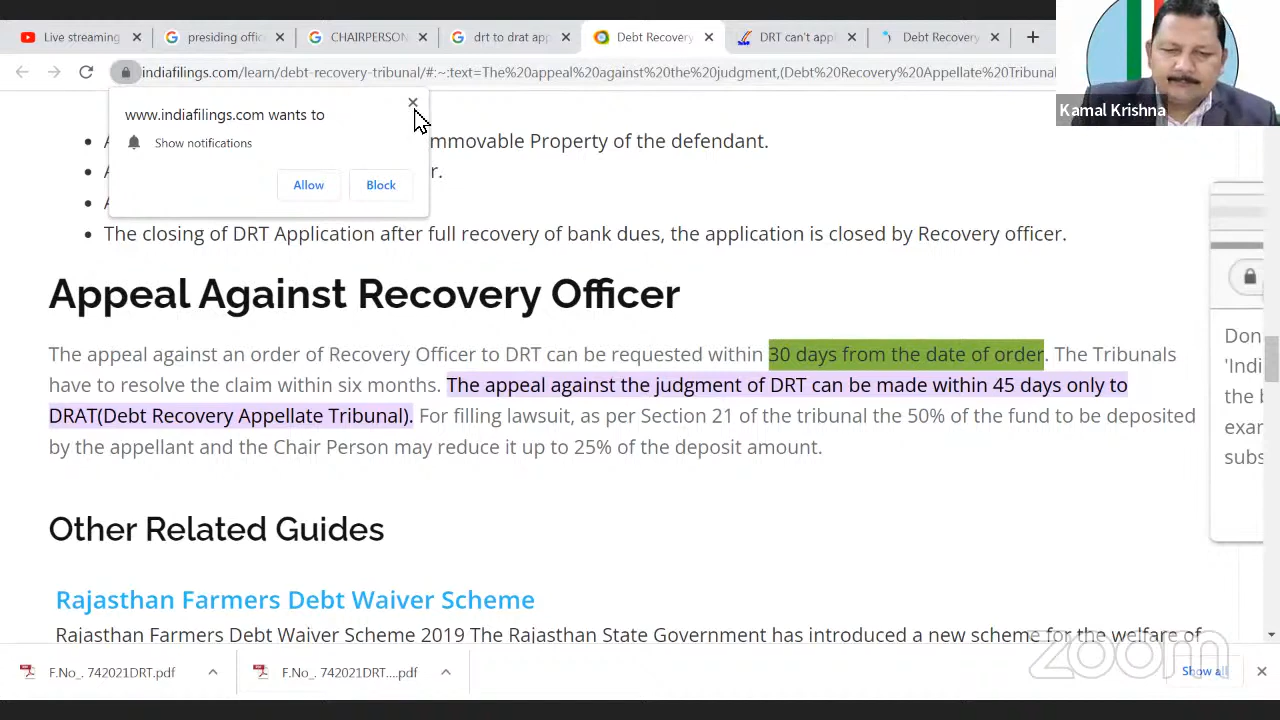 Live streaming
presiding offic
CHAIRPERSON
drt to drat app
Debt Recovery
DRT can't appl
Debt Recovery
indiafilings.com/learn/debt-recovery-tribunal/#:~:text=The%20appeal%20against%20the%20judgment,(Debt%20Recovery%20Appellate%20Tribunal
Kamal Krishna
www.indiafilings.com wants to
Show notifications
Allow
Block
mmovable Property of the defendant.
r.
The closing of DRT Application after full recovery of bank dues, the application is closed by Recovery officer.
Appeal Against Recovery Officer
The appeal against an order of Recovery Officer to DRT can be requested within 30 days from the date of order. The Tribunals
have to resolve the claim within six months. The appeal against the judgment of DRT can be made within 45 days only to
DRAT(Debt Recovery Appellate Tribunal). For filling lawsuit, as per Section 21 of the tribunal the 50% of the fund to be deposited
by the appellant and the Chair Person may reduce it up to 25% of the deposit amount.
Don
'Indi
the b
exar
subs
Other Related Guides
Rajasthan Farmers Debt Waiver Scheme
Rajasthan Farmers Debt Waiver Scheme 2019 The Rajasthan State Government has introduced a new scheme for the welfare of
F.No_. 742021DRT.pdf
F.No_. 742021DRT....pdf
Show all
zoom